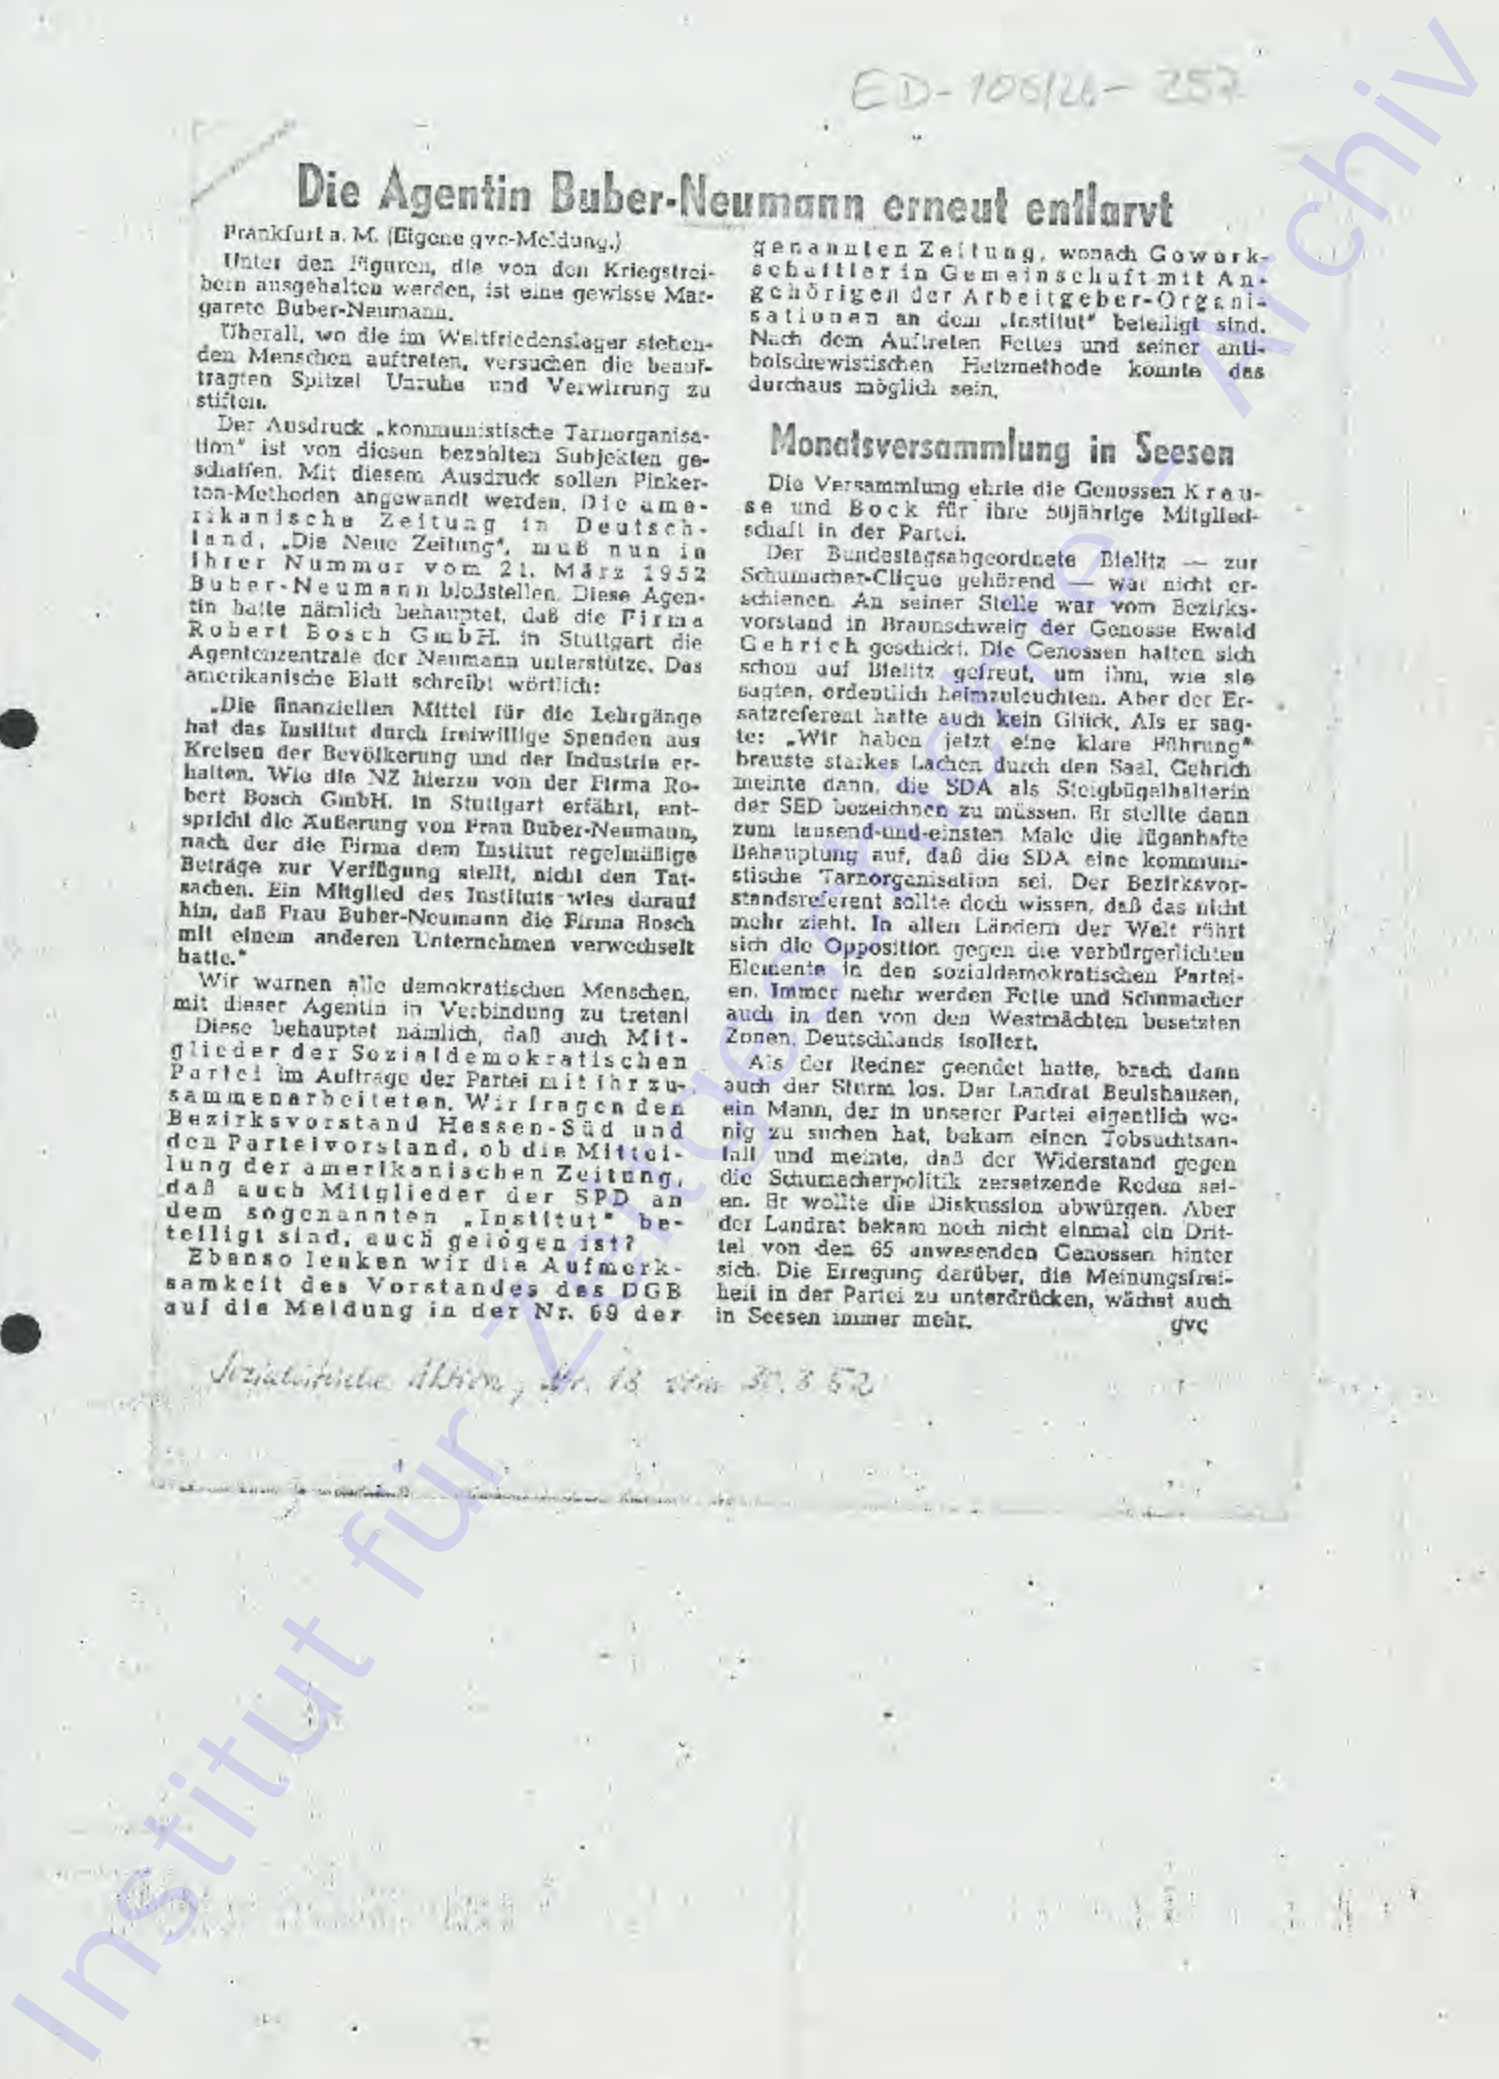 ED-106/26-257
Die Agentin Buber-Neumann erneut entlarvt
Frankfurt a. M. (Eigene gvc-Meldung.)
Unter den Figuren, die von den Kriegstrei-
bern ausgehalten werden, ist eine gewisse Mar-
garete Buber-Neumann.
Überall, wo die im Weltfriedenslager stehen-
den Menschen auftreten, versuchen die beauf-
tragten Spitzel Unruhe und Verwirrung zu
stiften.
Der Ausdruck „kommunistische Tarnorganisa-
tion" ist von diesen bezahlten Subjekten ge-
schaffen. Mit diesem Ausdruck sollen Pinker-
ton-Methoden angewandt werden. Die ame-
rikanische Zeitung in Deutsch-
land, „Die Neue Zeitung", muß nun in
ihrer Nummer vom 21. März 1952
Buber-Neumann bloßstellen. Diese Agen-
tin hatte nämlich behauptet, daß die Firma
Robert Bosch GmbH. in Stuttgart die
Agentenzentrale der Neumann unterstütze. Das
amerikanische Blatt schreibt wörtlich:
„Die finanziellen Mittel für die Lehrgänge
hat das Institut durch freiwillige Spenden aus
Kreisen der Bevölkerung und der Industrie er-
halten. Wie die NZ hierzu von der Firma Ro-
bert Bosch GmbH. in Stuttgart erfährt, ent-
spricht die Äußerung von Frau Buber-Neumann,
nach der die Firma dem Institut regelmäßige
Beträge zur Verfügung stellt, nicht den Tat-
sachen. Ein Mitglied des Instituts wies darauf
hin, daß Frau Buber-Neumann die Firma Bosch
mit einem anderen Unternehmen verwechselt
hatte."
Wir warnen alle demokratischen Menschen,
mit dieser Agentin in Verbindung zu treten!
Diese behauptet nämlich, daß auch Mit-
glieder der Sozialdemokratischen
Partei im Auftrage der Partei mit ihr zu-
sammenarbeiteten. Wir fragen den
Bezirksvorstand Hessen-Süd und
den Parteivorstand, ob die Mittei-
lung der amerikanischen Zeitung,
daß auch Mitglieder der SPD an
dem sogenannten „Institut" be-
teiligt sind, auch gelogen ist?
Ebenso lenken wir die Aufmerk-
samkeit des Vorstandes des DGB
auf die Meldung in der Nr. 69 der
genannten Zeitung, wonach Gewerk-
schaftler in Gemeinschaft mit An-
gehörigen der Arbeitgeber-Organi-
sationen an dem „Institut" beteiligt sind.
Nach dem Auftreten Fettes und seiner anti-
bolschewistischen Hetzmethode könnte das
durchaus möglich sein.
Monatsversammlung in Seesen
Die Versammlung ehrte die Genossen Krau-
se und Bock für ihre 50jährige Mitglied-
schaft in der Partei.
Der Bundestagsabgeordnete Bielitz — zur
Schumacher-Clique gehörend — war nicht er-
schienen. An seiner Stelle war vom Bezirks-
vorstand in Braunschweig der Genosse Ewald
Gehrich geschickt. Die Genossen hatten sich
schon auf Bielitz gefreut, um ihm, wie sie
sagten, ordentlich heimzuleuchten. Aber der Er-
satzreferent hatte auch kein Glück. Als er sag-
te: „Wir haben jetzt eine klare Führung"
brauste starkes Lachen durch den Saal. Gehrich
meinte dann, die SDA als Steigbügelhalterin
der SED bezeichnen zu müssen. Er stellte dann
zum tausend-und-einsten Male die lügenhafte
Behauptung auf, daß die SDA eine kommuni-
stische Tarnorganisation sei. Der Bezirksvor-
standsreferent sollte doch wissen, daß das nicht
mehr zieht. In allen Ländern der Welt rührt
sich die Opposition gegen die verbürgerlichten
Elemente in den sozialdemokratischen Partei-
en. Immer mehr werden Fette und Schumacher
auch in den von den Westmächten besetzten
Zonen Deutschlands isoliert.
Als der Redner geendet hatte, brach dann
auch der Sturm los. Der Landrat Beulshausen,
ein Mann, der in unserer Partei eigentlich we-
nig zu suchen hat, bekam einen Tobsuchtsan-
fall und meinte, daß der Widerstand gegen
die Schumacherpolitik zersetzende Reden sei-
en. Er wollte die Diskussion abwürgen. Aber
der Landrat bekam noch nicht einmal ein Drit-
tel von den 65 anwesenden Genossen hinter
sich. Die Erregung darüber, die Meinungsfrei-
heit in der Partei zu unterdrücken, wächst auch
in Seesen immer mehr. gvc
Sozialistische Aktion, Nr. 13 vom 30.3.52
Institut für Zeitgeschichte - Archiv